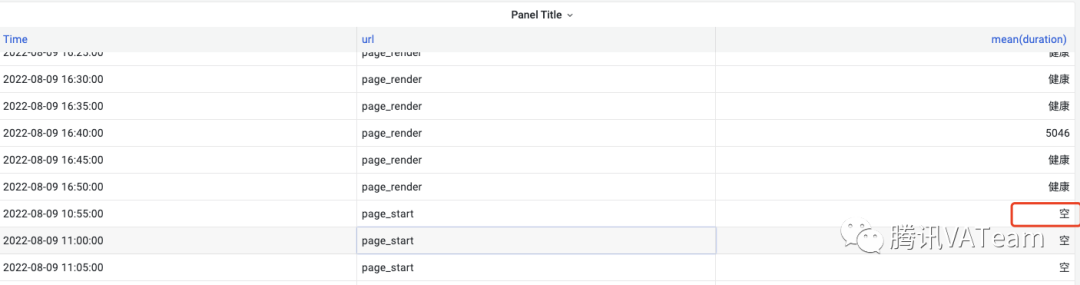 Panel Title
Time url mean(duration)
2022-08-09 16:25:00 page_render 健康
2022-08-09 16:30:00 page_render 健康
2022-08-09 16:35:00 page_render 健康
2022-08-09 16:40:00 page_render 5046
2022-08-09 16:45:00 page_render 健康
2022-08-09 16:50:00 page_render 健康
2022-08-09 10:55:00 page_start 空
2022-08-09 11:00:00 page_start 空
2022-08-09 11:05:00 page_start 空
腾讯VATeam